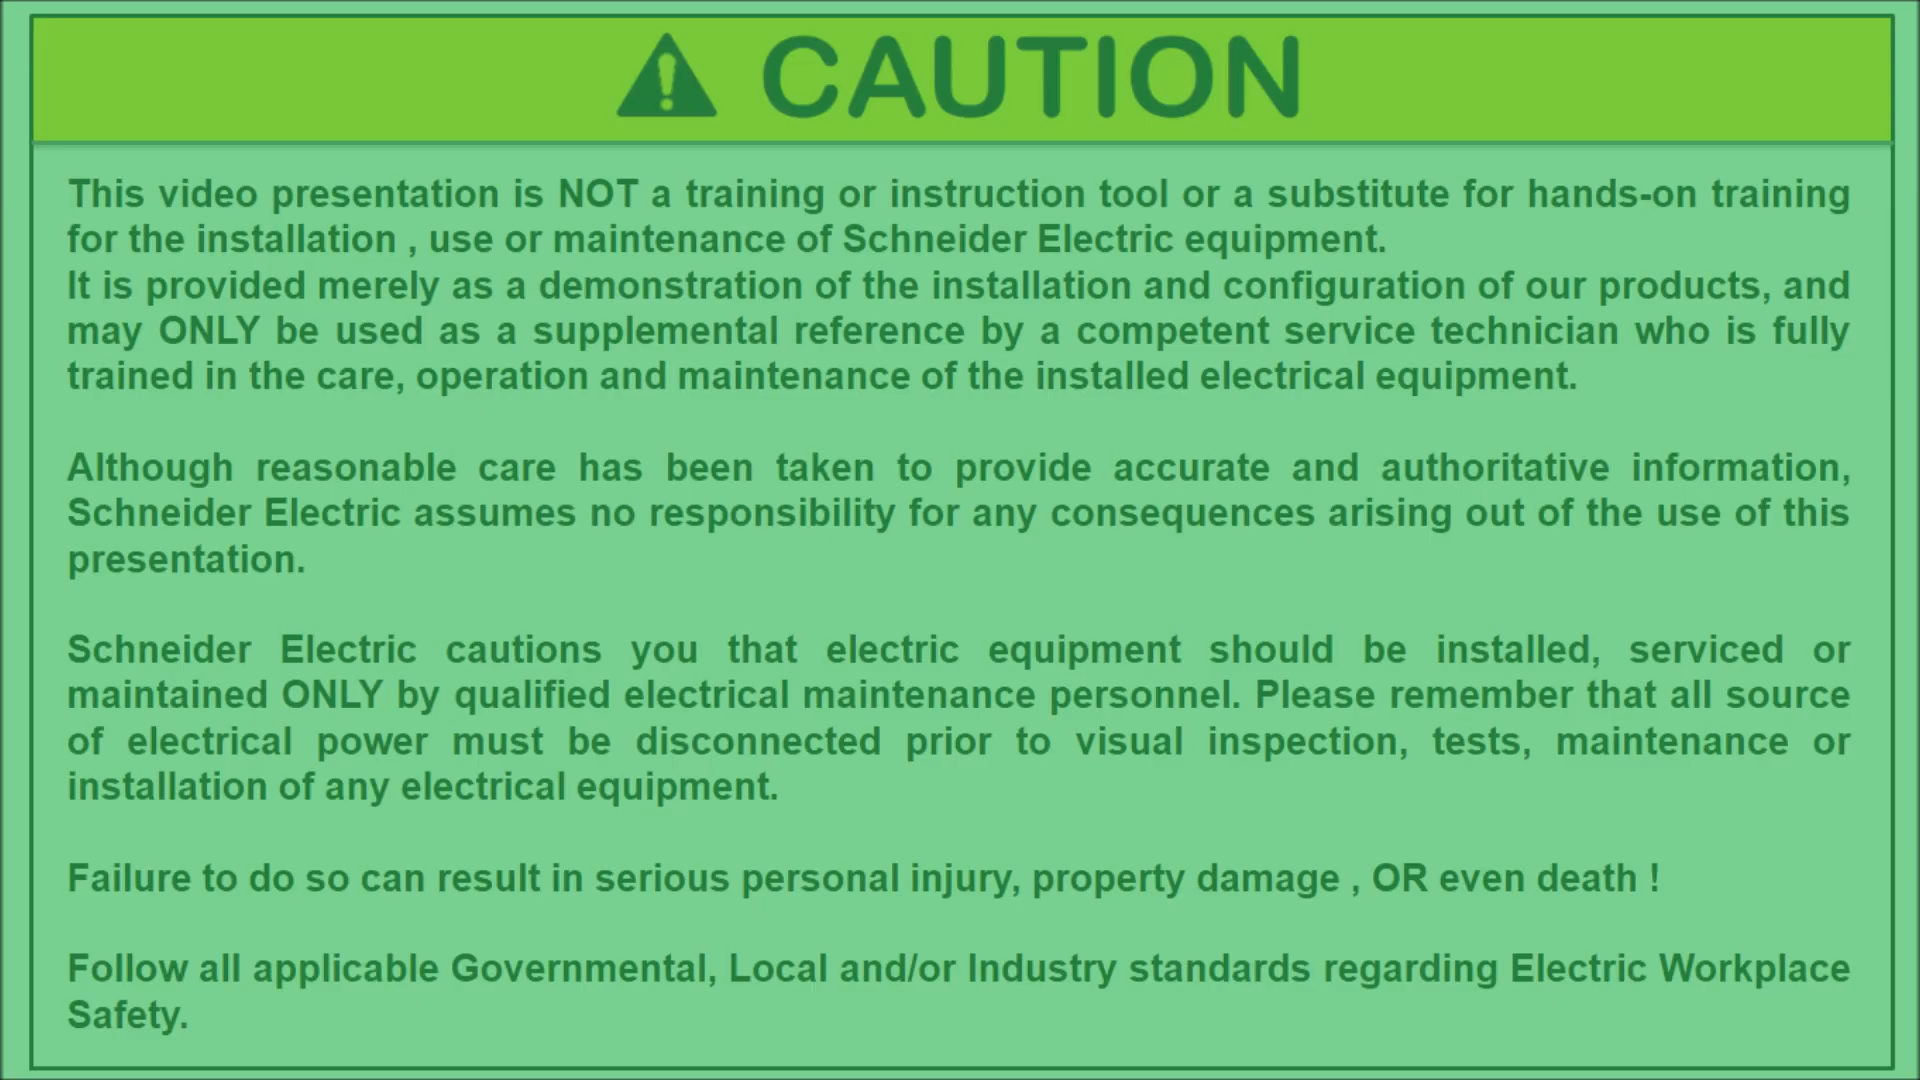 CAUTION
This video presentation is NOT a training or instruction tool or a substitute for hands-on training
for the installation , use or maintenance of Schneider Electric equipment.
It is provided merely as a demonstration of the installation and configuration of our products, and
may ONLY be used as a supplemental reference by a competent service technician who is fully
trained in the care, operation and maintenance of the installed electrical equipment.
Although reasonable care has been taken to provide accurate and authoritative information,
Schneider Electric assumes no responsibility for any consequences arising out of the use of this
presentation.
Schneider Electric cautions you that electric equipment should be installed, serviced or
maintained ONLY by qualified electrical maintenance personnel. Please remember that all source
of electrical power must be disconnected prior to visual inspection, tests, maintenance or
installation of any electrical equipment.
Failure to do so can result in serious personal injury, property damage , OR even death !
Follow all applicable Governmental, Local and/or Industry standards regarding Electric Workplace
Safety.